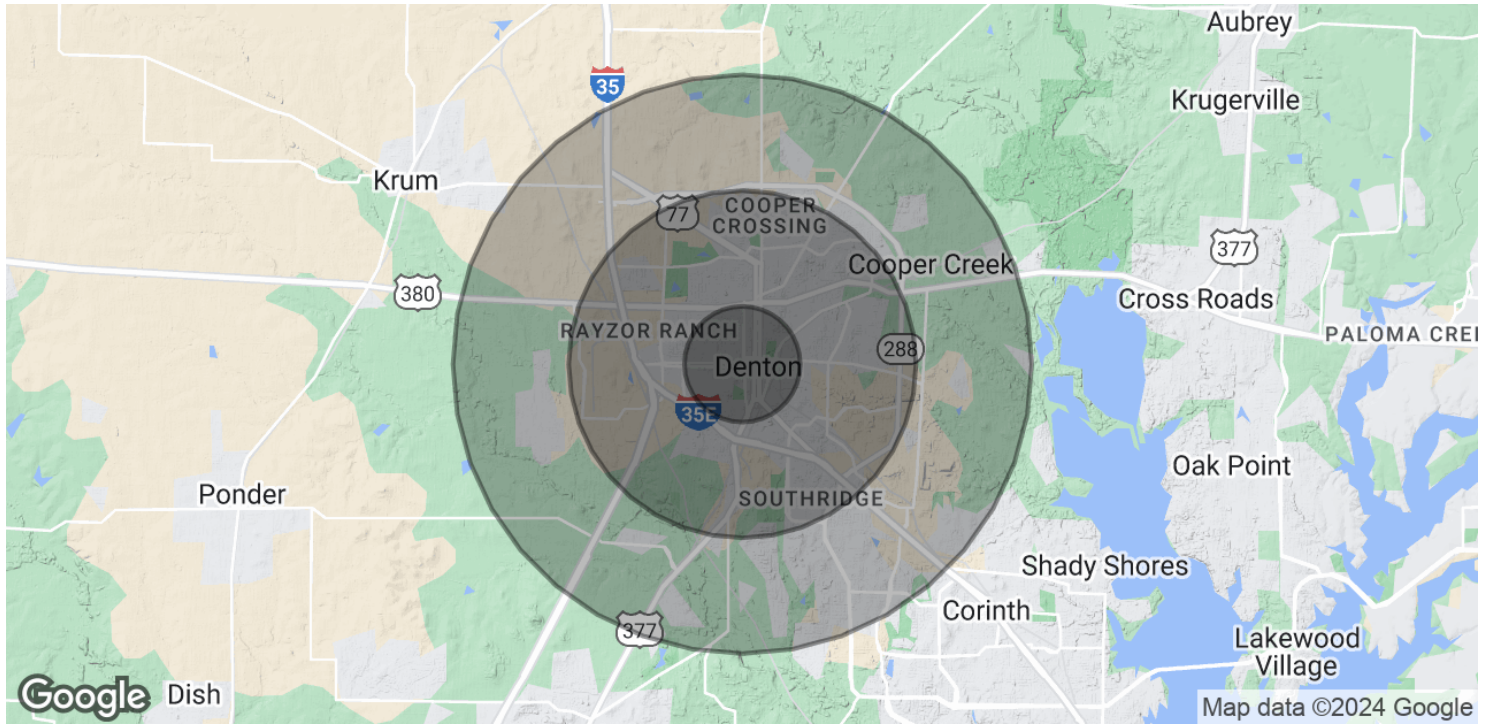 Aubrey
35
Krugerville
Krum
77
COOPER
CROSSING
377
Cooper Creek
380
Cross Roads
RAYZOR RANCH
PALOMA CREE
288
Denton
35E
Oak Point
Ponder
SOUTHRIDGE
Shady Shores
Corinth
377
Lakewood
Village
Dish
Google
Map data ©2024 Google